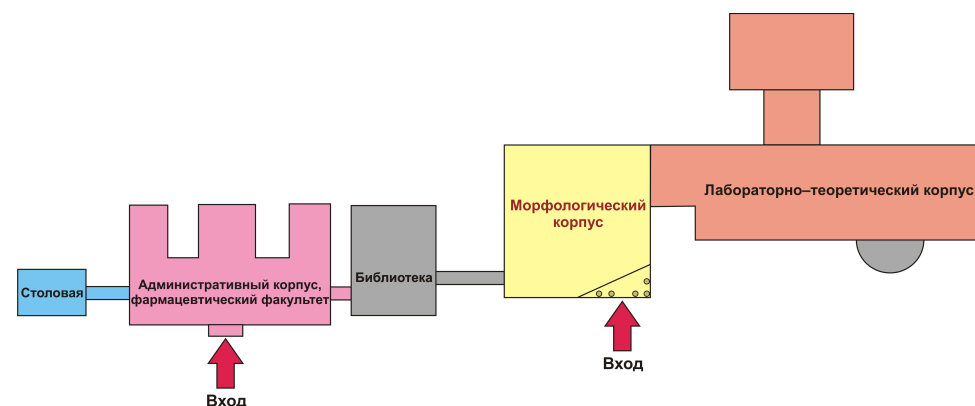 Столовая
Административный корпус,
фармацевтический факультет
Вход
Библиотека
Морфологический
корпус
Вход
Лабораторно–теоретический корпус